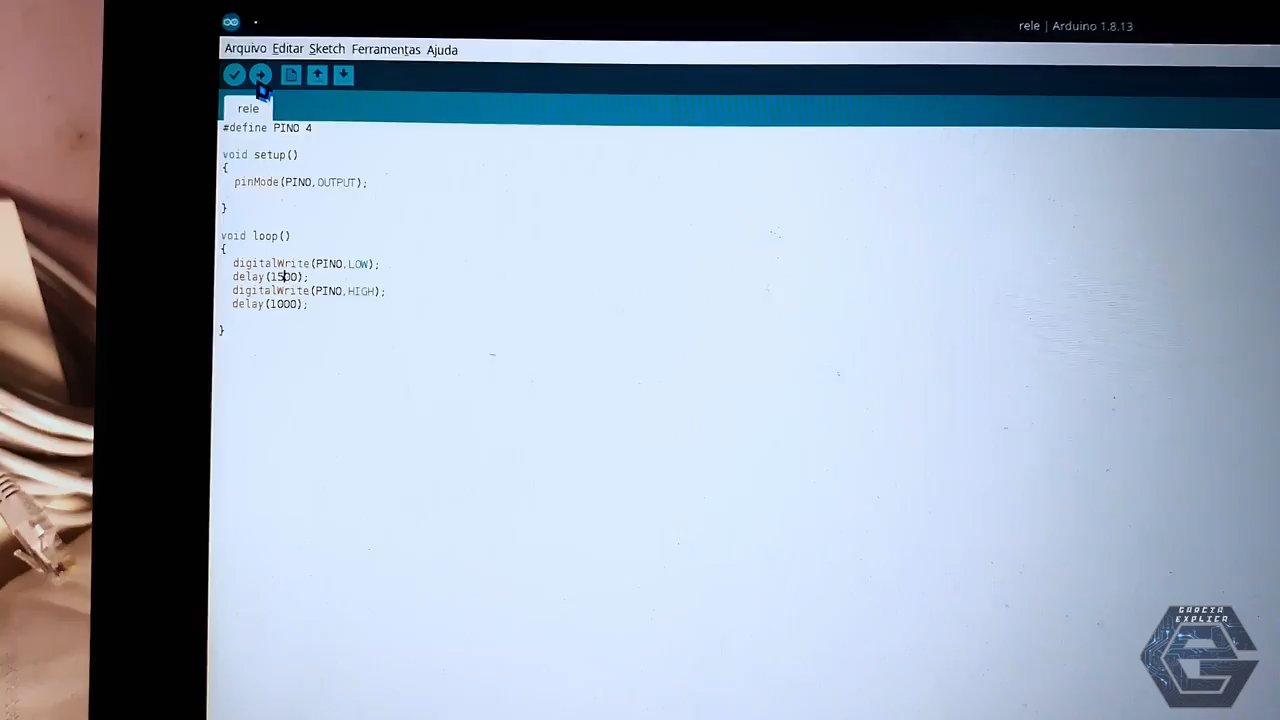 rele | Arduino 1.8.13
Arquivo Editar Sketch Ferramentas Ajuda
rele
#define PINO 4
void setup()
{
pinMode(PINO,OUTPUT);
}
void loop()
{
digitalWrite(PINO,LOW);
delay(1500);
digitalWrite(PINO,HIGH);
delay(1000);
}
GARCIA
EXPLICA